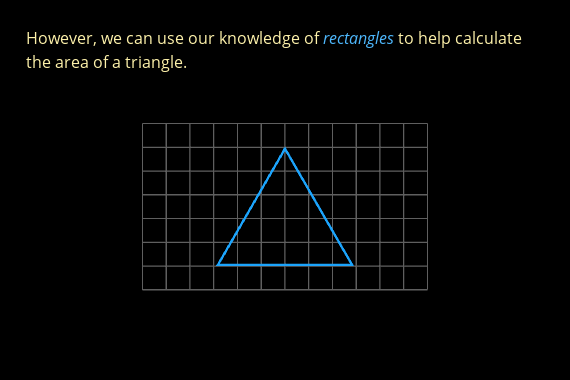 However, we can use our knowledge of rectangles to help calculate
the area of a triangle.